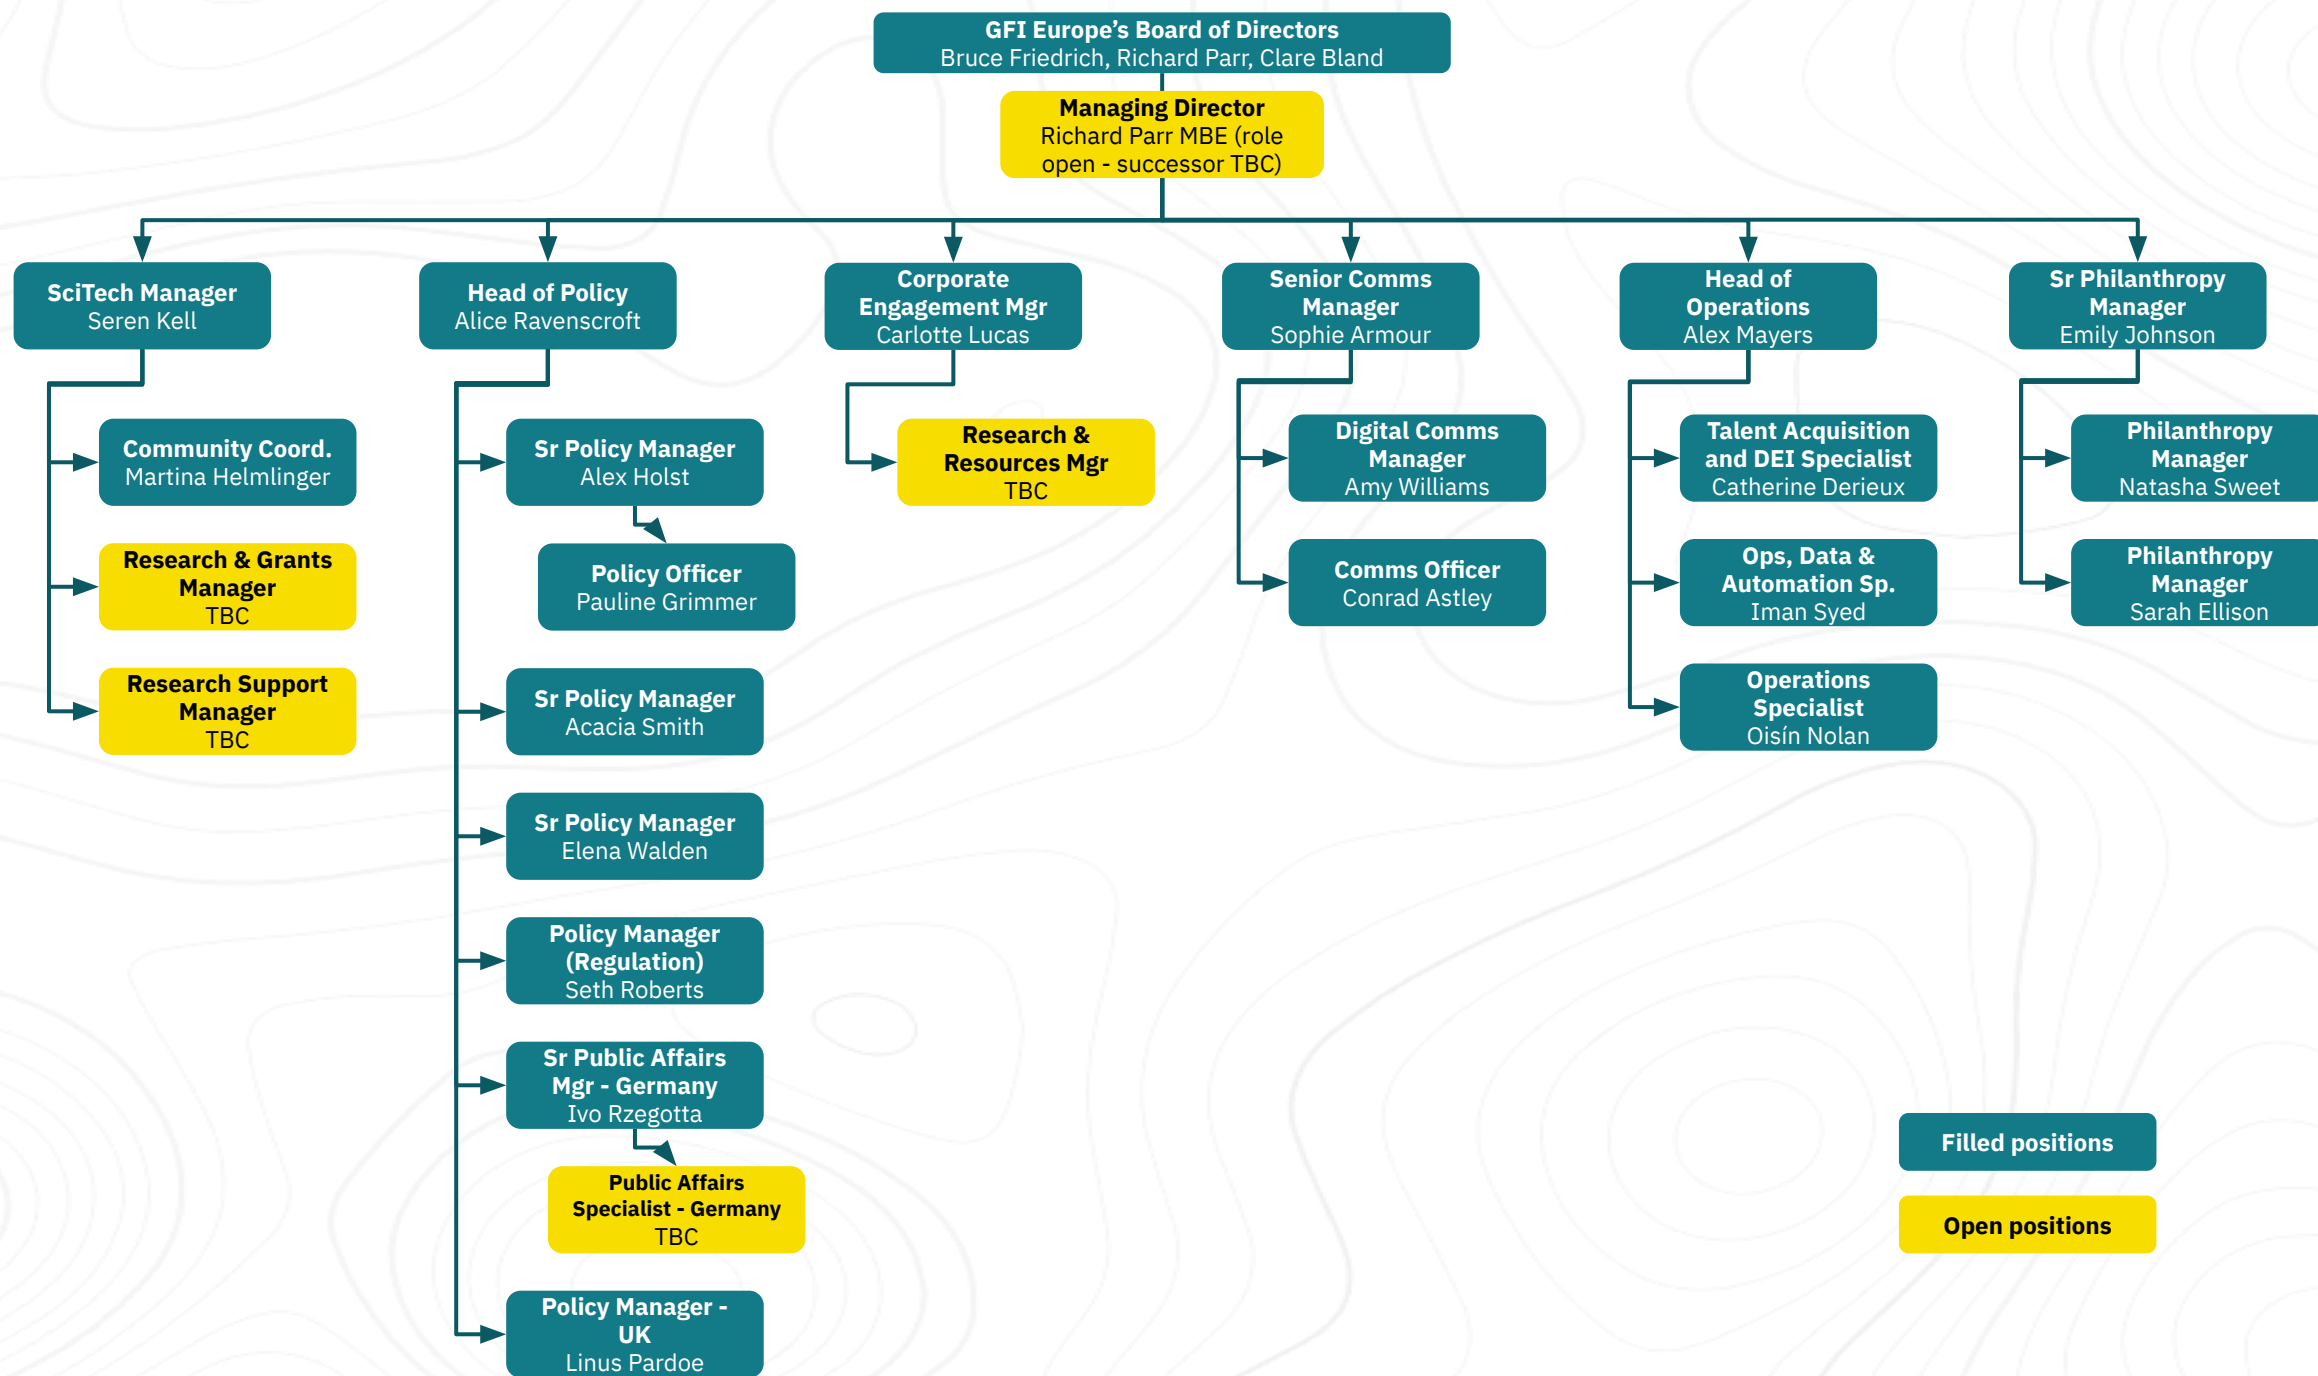 GFI Europe’s Board of Directors
Bruce Friedrich, Richard Parr, Clare Bland
Managing Director
Richard Parr MBE (role
open - successor TBC)
SciTech Manager
Seren Kell
Head of Policy
Alice Ravenscroft
Corporate
Engagement Mgr
Carlotte Lucas
Senior Comms
Manager
Sophie Armour
Head of
Operations
Alex Mayers
Sr Philanthropy
Manager
Emily Johnson
Community Coord.
Martina Helmlinger
Research & Grants
Manager
TBC
Research Support
Manager
TBC
Sr Policy Manager
Alex Holst
Policy Officer
Pauline Grimmer
Sr Policy Manager
Acacia Smith
Sr Policy Manager
Elena Walden
Policy Manager
(Regulation)
Seth Roberts
Sr Public Affairs
Mgr - Germany
Ivo Rzegotta
Public Affairs
Specialist - Germany
TBC
Policy Manager -
UK
Linus Pardoe
Research &
Resources Mgr
TBC
Digital Comms
Manager
Amy Williams
Comms Officer
Conrad Astley
Talent Acquisition
and DEI Specialist
Catherine Derieux
Ops, Data &
Automation Sp.
Iman Syed
Operations
Specialist
Oisín Nolan
Philanthropy
Manager
Natasha Sweet
Philanthropy
Manager
Sarah Ellison
Filled positions
Open positions